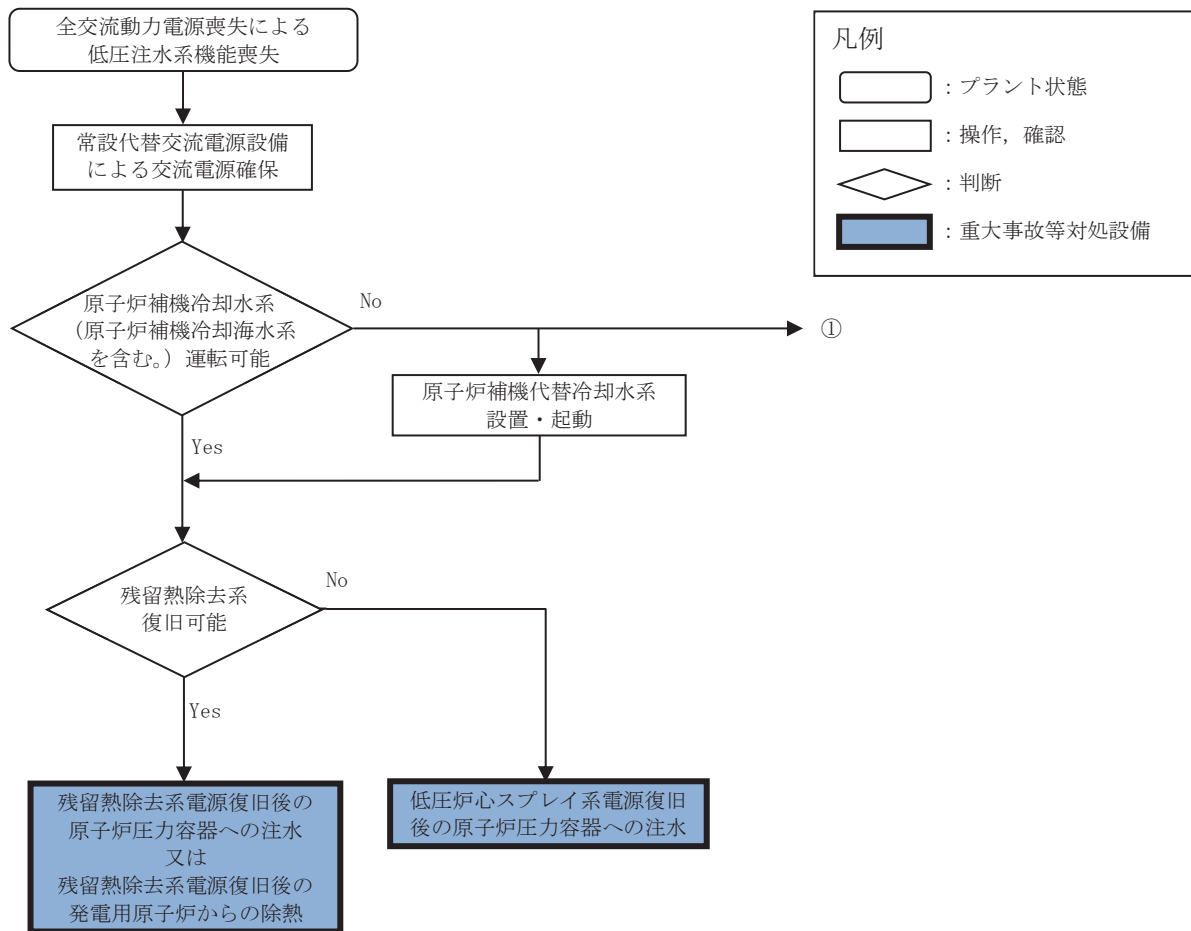 全交流動力電源喪失による
低圧注水系機能喪失
常設代替交流電源設備
による交流電源確保
原子炉補機冷却水系
（原子炉補機冷却海水系
を含む。）運転可能
No
①
原子炉補機代替冷却水系
設置・起動
Yes
残留熱除去系
復旧可能
No
Yes
残留熱除去系電源復旧後の
原子炉圧力容器への注水
又は
残留熱除去系電源復旧後の
発電用原子炉からの除熱
低圧炉心スプレイ系電源復旧
後の原子炉圧力容器への注水
凡例
：プラント状態
：操作，確認
：判断
：重大事故等対処設備